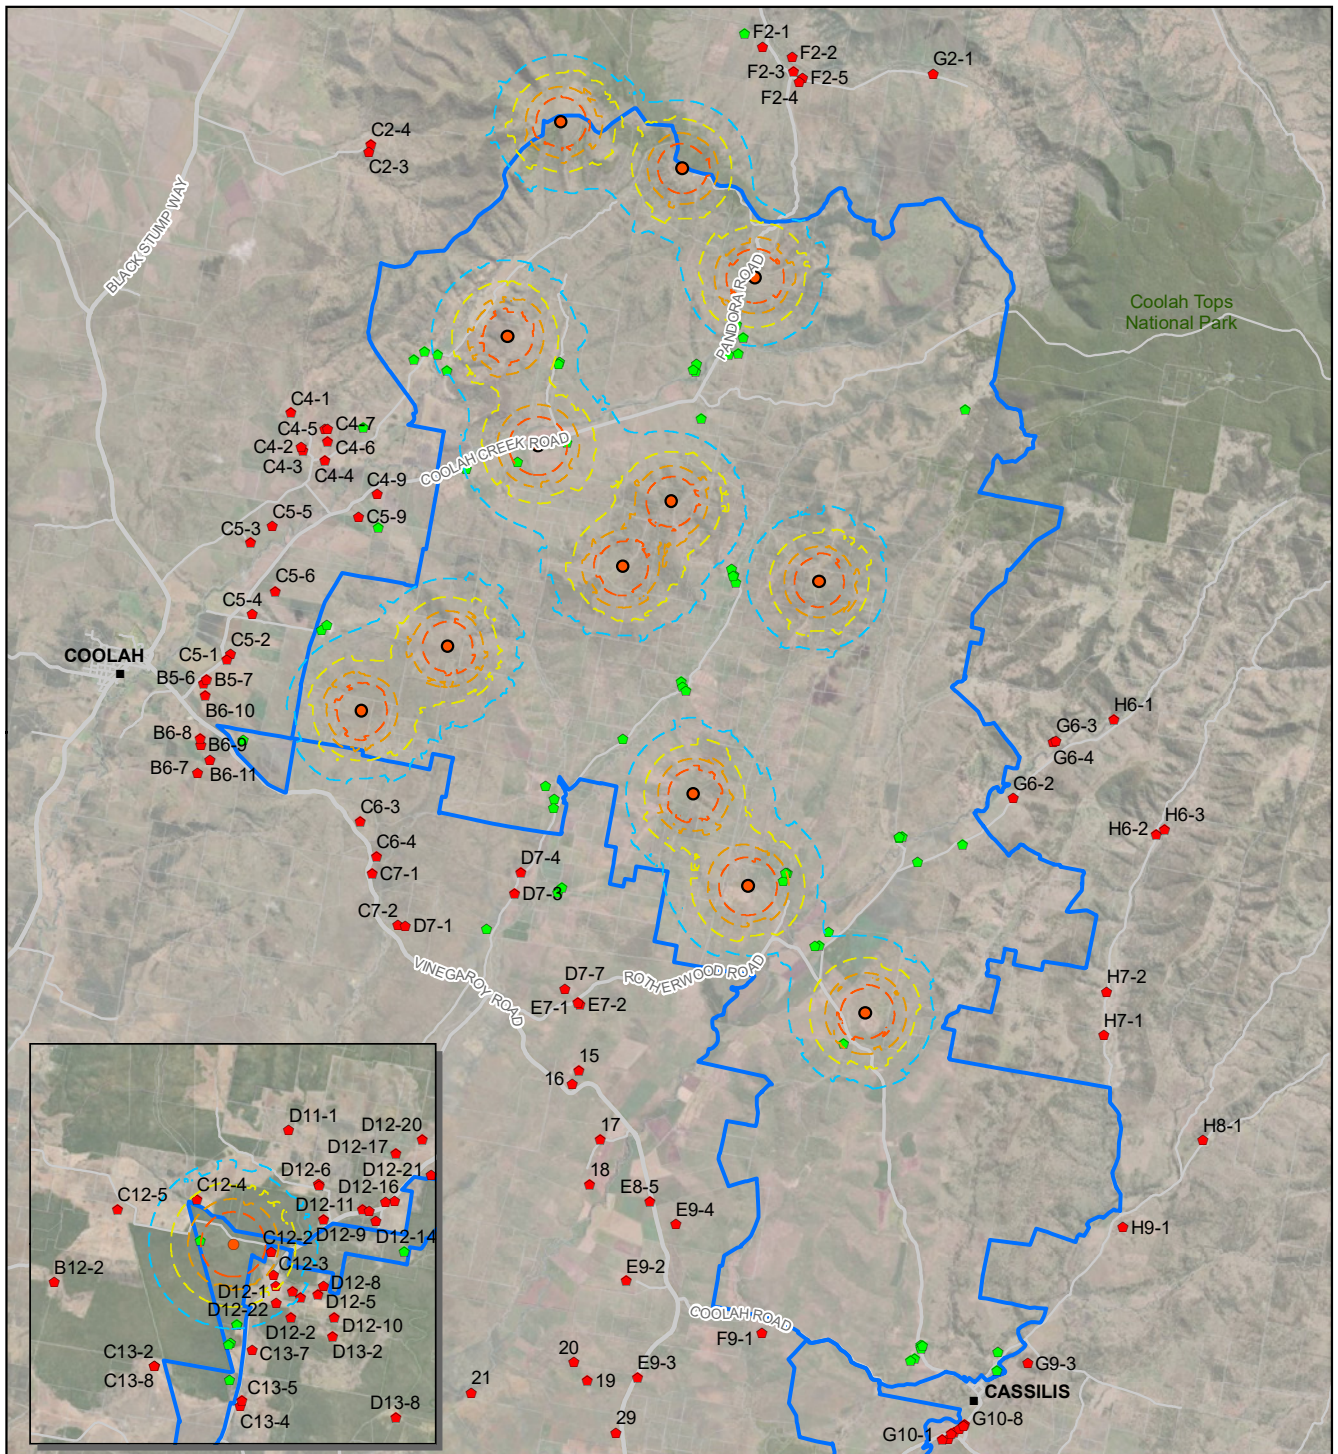 F2-1
F2-2
F2-3
F2-5
F2-4
G2-1
C2-4
C2-3
BLACK STUMP WAY
PANDORA ROAD
Coolah Tops
National Park
C4-1
C4-5
C4-7
C4-2
C4-6
C4-3
C4-4
COOLAH CREEK ROAD
C4-9
C5-9
C5-5
C5-3
C5-6
C5-4
C5-2
COOLAH
C5-1
B5-6
B5-7
B6-10
B6-8
B6-9
B6-7
B6-11
H6-1
G6-3
G6-4
G6-2
H6-3
H6-2
C6-3
C6-4
C7-1
D7-4
D7-3
C7-2
D7-1
VINEGAROY ROAD
ROTHERWOOD ROAD
D7-7
E7-1
E7-2
H7-2
H7-1
15
16
17
18
E8-5
E9-4
H8-1
H9-1
E9-2
COOLAH ROAD
F9-1
20
E9-3
19
21
29
G9-3
CASSILIS
G10-8
G10-1
D11-1
D12-20
D12-17
D12-6
D12-21
C12-4
D12-16
C12-5
D12-11
D12-9
D12-14
C12-2
C12-3
B12-2
D12-8
D12-1
D12-5
D12-22
D12-10
D12-2
D13-2
C13-7
C13-2
C13-8
C13-5
C13-4
D13-8